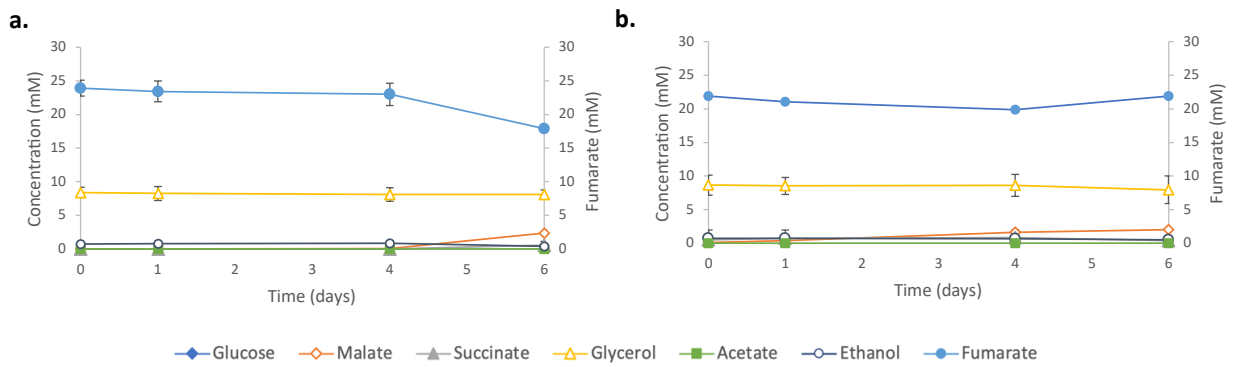 a.
30
25
20
15
10
5
0
Concentration (mM)
30
25
20
15
10
5
0
Fumarate (mM)
0 1 2 3 4 5 6
Time (days)
b.
30
25
20
15
10
5
0
Concentration (mM)
30
25
20
15
10
5
0
Fumarate (mM)
0 1 2 3 4 5 6
Time (days)
Glucose Malate Succinate Glycerol Acetate Ethanol Fumarate